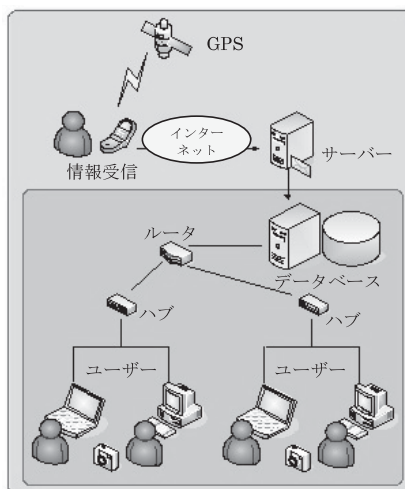 GPS
インター
ネット
サーバー
情報受信
ルータ
データベース
ハブ
ハブ
ユーザー
ユーザー